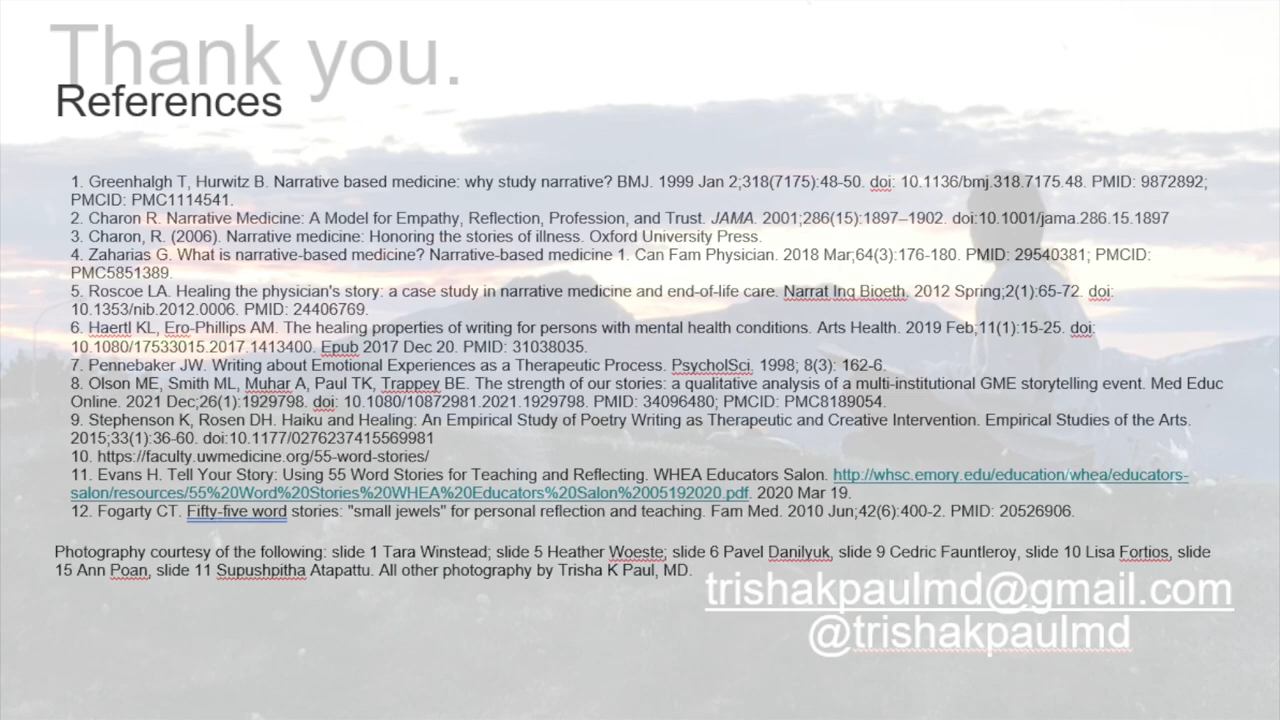 Thank you.
References
1. Greenhalgh T, Hurwitz B. Narrative based medicine: why study narrative? BMJ. 1999 Jan 2;318(7175):48-50. doi: 10.1136/bmj.318.7175.48. PMID: 9872892;
PMCID: PMC1114541.
2. Charon R. Narrative Medicine: A Model for Empathy, Reflection, Profession, and Trust. JAMA. 2001;286(15):1897–1902. doi:10.1001/jama.286.15.1897
3. Charon, R. (2006). Narrative medicine: Honoring the stories of illness. Oxford University Press.
4. Zaharias G. What is narrative-based medicine? Narrative-based medicine 1. Can Fam Physician. 2018 Mar;64(3):176-180. PMID: 29540381; PMCID:
PMC5851389.
5. Roscoe LA. Healing the physician's story: a case study in narrative medicine and end-of-life care. Narrat Inq Bioeth. 2012 Spring;2(1):65-72. doi:
10.1353/nib.2012.0006. PMID: 24406769.
6. Haertl KL, Ero-Phillips AM. The healing properties of writing for persons with mental health conditions. Arts Health. 2019 Feb;11(1):15-25. doi:
10.1080/17533015.2017.1413400. Epub 2017 Dec 20. PMID: 31038035.
7. Pennebaker JW. Writing about Emotional Experiences as a Therapeutic Process. PsycholSci. 1998; 8(3): 162-6.
8. Olson ME, Smith ML, Muhar A, Paul TK, Trappey BE. The strength of our stories: a qualitative analysis of a multi-institutional GME storytelling event. Med Educ
Online. 2021 Dec;26(1):1929798. doi: 10.1080/10872981.2021.1929798. PMID: 34096480; PMCID: PMC8189054.
9. Stephenson K, Rosen DH. Haiku and Healing: An Empirical Study of Poetry Writing as Therapeutic and Creative Intervention. Empirical Studies of the Arts.
2015;33(1):36-60. doi:10.1177/0276237415569981
10. https://faculty.uwmedicine.org/55-word-stories/
11. Evans H. Tell Your Story: Using 55 Word Stories for Teaching and Reflecting. WHEA Educators Salon. http://whsc.emory.edu/education/whea/educators-
salon/resources/55%20Word%20Stories%20WHEA%20Educators%20Salon%2005192020.pdf. 2020 Mar 19.
12. Fogarty CT. Fifty-five word stories: "small jewels" for personal reflection and teaching. Fam Med. 2010 Jun;42(6):400-2. PMID: 20526906.
Photography courtesy of the following: slide 1 Tara Winstead; slide 5 Heather Woeste; slide 6 Pavel Danilyuk, slide 9 Cedric Fauntleroy, slide 10 Lisa Fortios, slide
15 Ann Poan, slide 11 Supushpitha Atapattu. All other photography by Trisha K Paul, MD.
trishakpaulmd@gmail.com
@trishakpaulmd